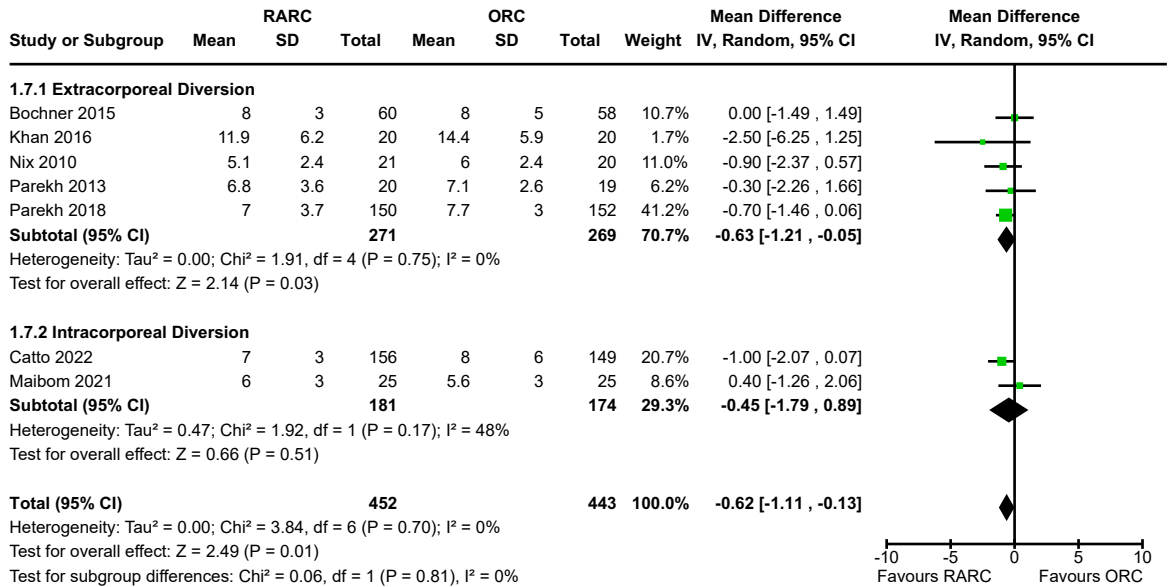 RARC ORC Mean Difference Mean Difference
Study or Subgroup Mean SD Total Mean SD Total Weight IV, Random, 95% CI IV, Random, 95% CI
1.7.1 Extracorporeal Diversion
Bochner 2015 8 3 60 8 5 58 10.7% 0.00 [-1.49 , 1.49]
Khan 2016 11.9 6.2 20 14.4 5.9 20 1.7% -2.50 [-6.25 , 1.25]
Nix 2010 5.1 2.4 21 6 2.4 20 11.0% -0.90 [-2.37 , 0.57]
Parekh 2013 6.8 3.6 20 7.1 2.6 19 6.2% -0.30 [-2.26 , 1.66]
Parekh 2018 7 3.7 150 7.7 3 152 41.2% -0.70 [-1.46 , 0.06]
Subtotal (95% CI) 271 269 70.7% -0.63 [-1.21 , -0.05]
Heterogeneity: Tau² = 0.00; Chi² = 1.91, df = 4 (P = 0.75); I² = 0%
Test for overall effect: Z = 2.14 (P = 0.03)
1.7.2 Intracorporeal Diversion
Catto 2022 7 3 156 8 6 149 20.7% -1.00 [-2.07 , 0.07]
Maibom 2021 6 3 25 5.6 3 25 8.6% 0.40 [-1.26 , 2.06]
Subtotal (95% CI) 181 174 29.3% -0.45 [-1.79 , 0.89]
Heterogeneity: Tau² = 0.47; Chi² = 1.92, df = 1 (P = 0.17); I² = 48%
Test for overall effect: Z = 0.66 (P = 0.51)
Total (95% CI) 452 443 100.0% -0.62 [-1.11 , -0.13]
Heterogeneity: Tau² = 0.00; Chi² = 3.84, df = 6 (P = 0.70); I² = 0%
Test for overall effect: Z = 2.49 (P = 0.01)
Test for subgroup differences: Chi² = 0.06, df = 1 (P = 0.81), I² = 0%
-10 -5 0 5 10
Favours RARC Favours ORC